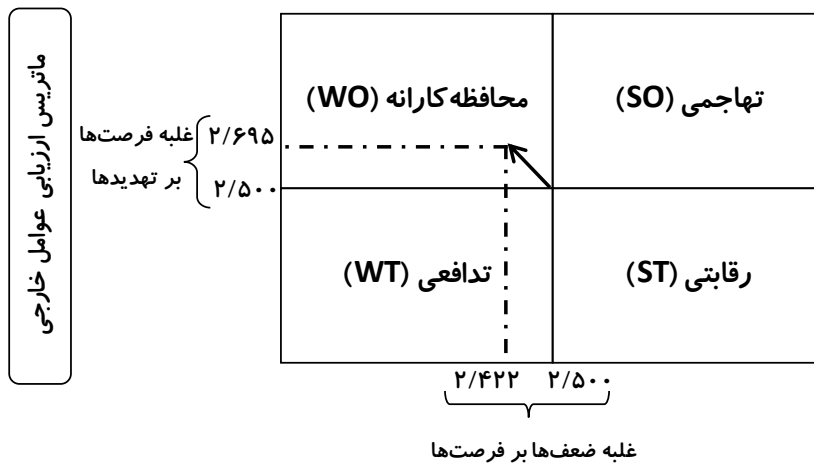 ماتریس ارزیابی عوامل خارجی
تهاجمی (SO)
محافظه کارانه (WO)
۲/۶۹۵
غلبه فرصت‌ها
بر تهدیدها
۲/۵۰۰
رقابتی (ST)
تدافعی (WT)
۲/۵۰۰
۲/۴۲۲
غلبه ضعف‌ها بر فرصت‌ها